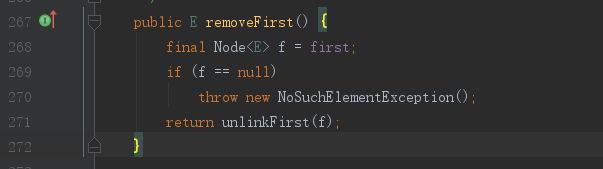 267 public E removeFirst() {
268 final Node<E> f = first;
269 if (f == null)
270 throw new NoSuchElementException();
271 return unlinkFirst(f);
272 }